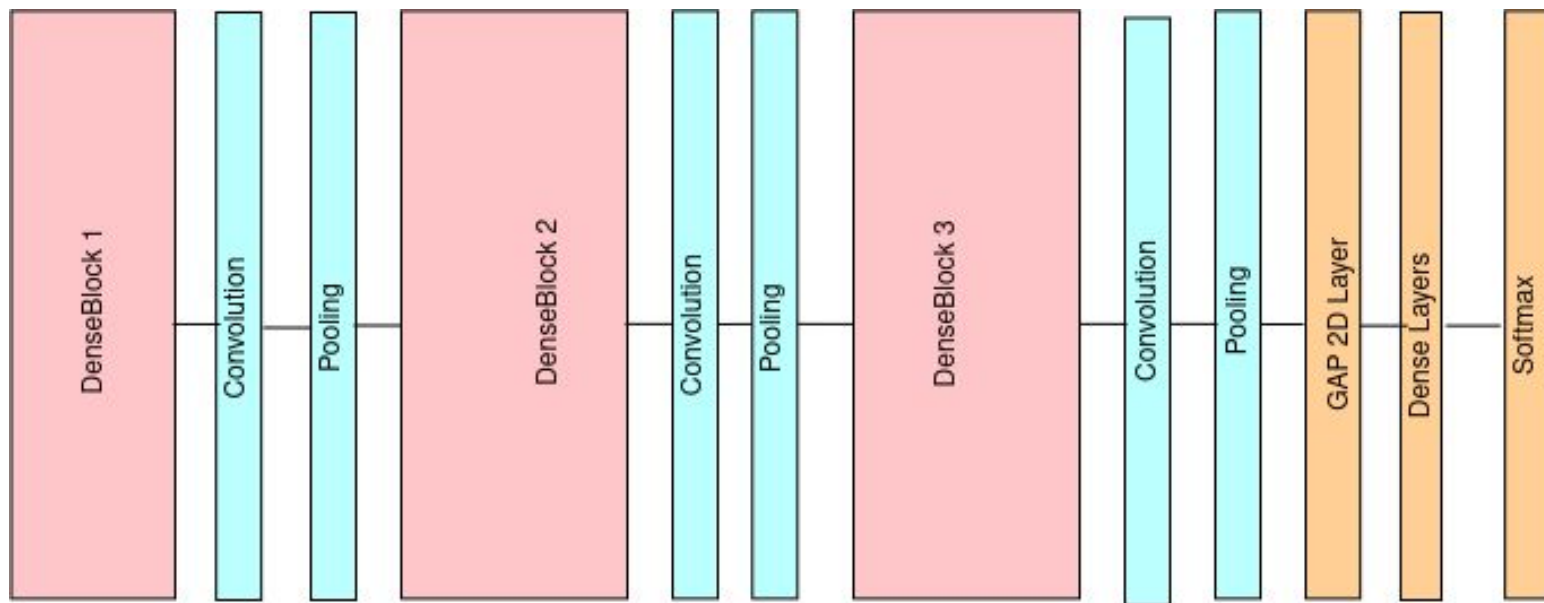 DenseBlock 1
Convolution
Pooling
DenseBlock 2
Convolution
Pooling
DenseBlock 3
Convolution
Pooling
GAP 2D Layer
Dense Layers
Softmax